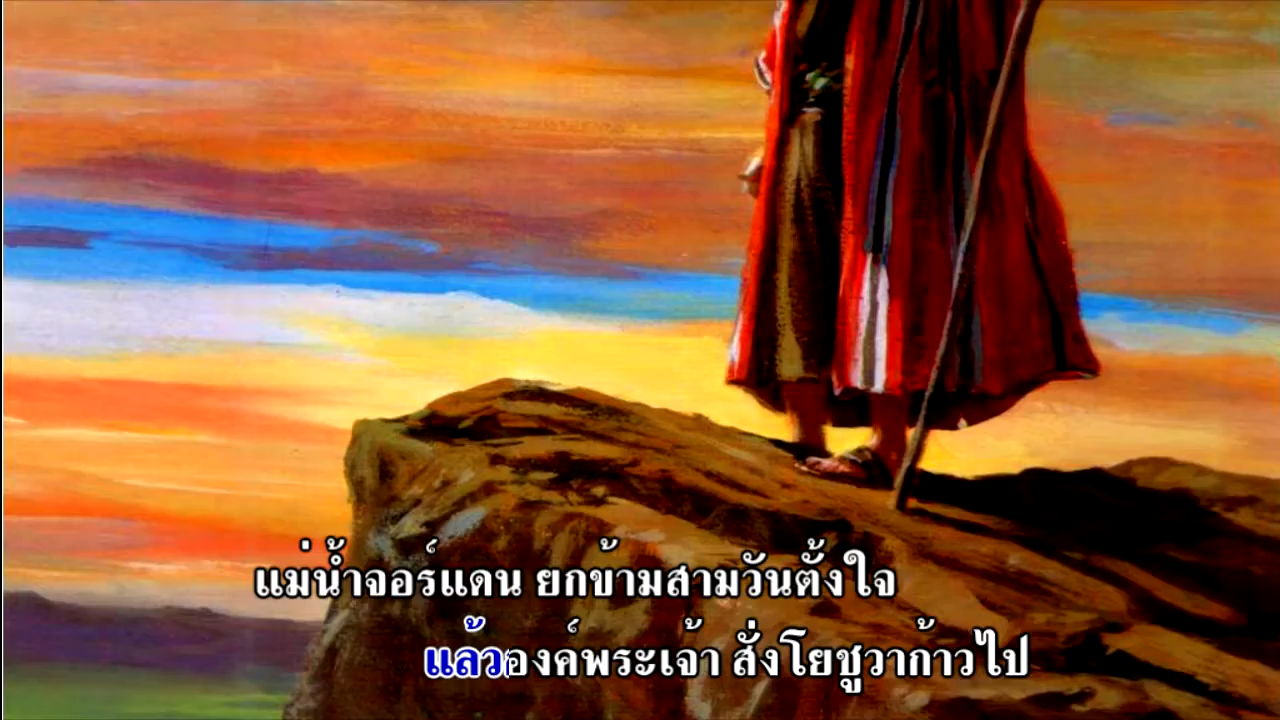 แม่น้ำจอร์แดน ยกข้ามสามวันตั้งใจ
แล้วองค์พระเจ้า สั่งโยชูวาก้าวไป